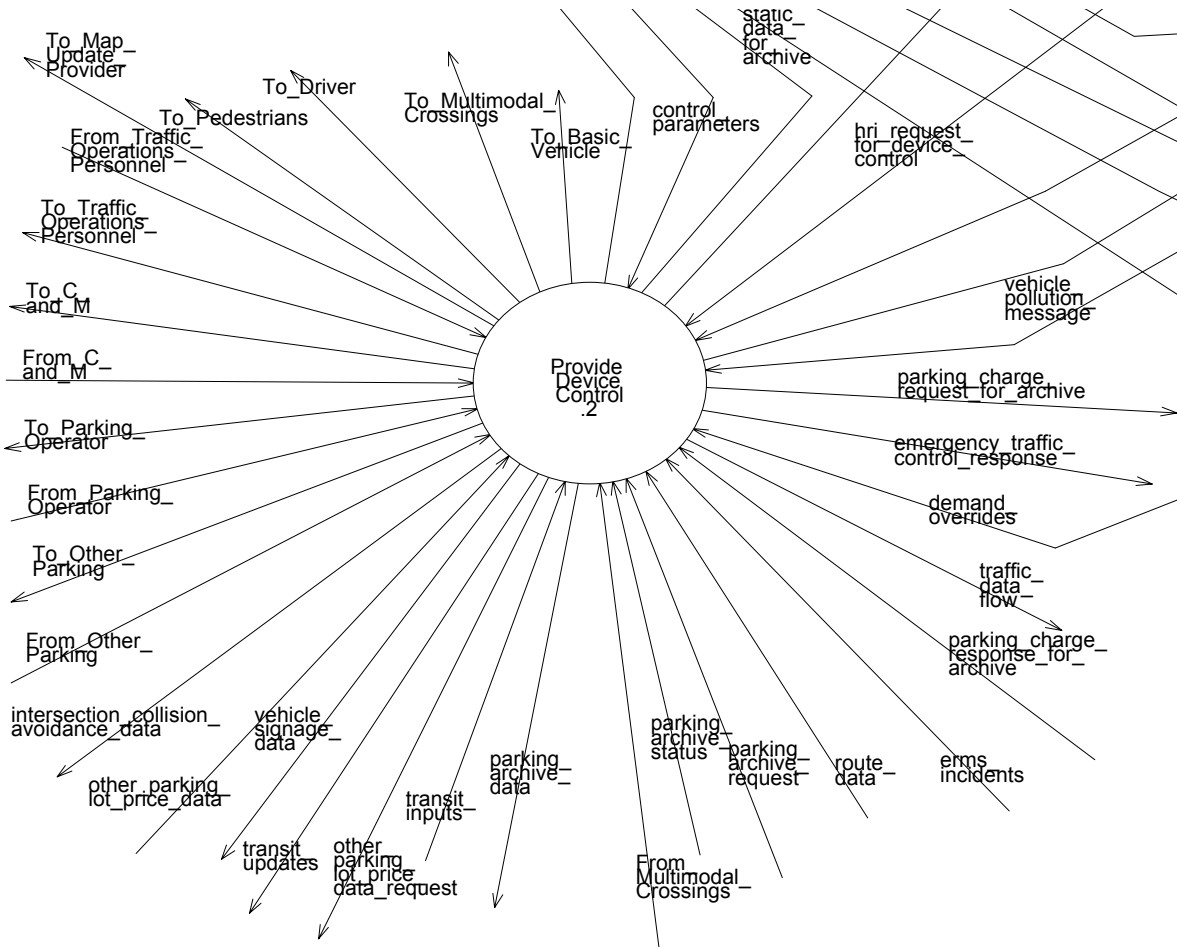 To_Map_
Update_
Provider
To_Pedestrians
To_Driver
To_Multimodal_
Crossings
To_Basic_
Vehicle
control_
parameters
static_
data_
for_
archive
hri_request_
for_device_
control
From_Traffic_
Operations_
Personnel
To_Traffic_
Operations_
Personnel
To_C_
and_M
From_C_
and_M
To_Parking_
Operator
From_Parking_
Operator
To_Other_
Parking
From_Other_
Parking
Provide
Device
Control
.2
vehicle_
pollution_
message_
parking_charge_
request_for_archive
emergency_traffic_
control_response
demand_
overrides
traffic_
data_
flow
parking_charge_
response_for_
archive
intersection_collision_
avoidance_data
other_parking_
lot_price_data
vehicle_
signage_
data
transit_
updates
other_
parking_
lot_price_
data_request
transit_
inputs
parking_
archive_
data
From_
Multimodal_
Crossings
parking_
archive_
status
parking_
archive_
request
route_
data
erms_
incidents